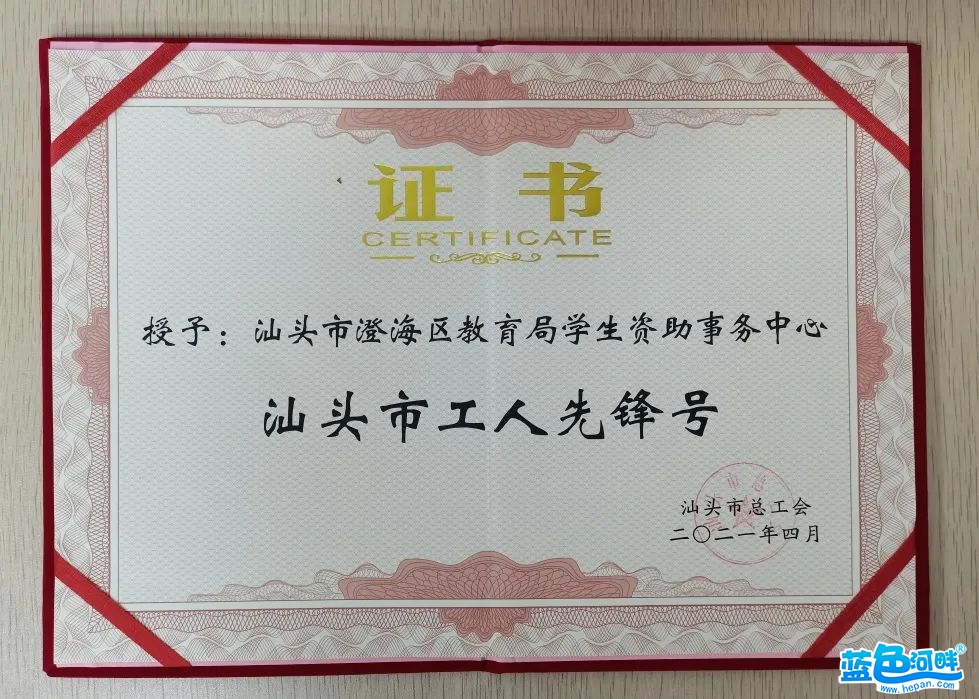 证 书
CERTIFICATE
授予：汕头市澄海区教育局学生资助事务中心
汕头市工人先锋号
汕头市总工会
二〇二一年四月
蓝色河畔®
www.hepan.com